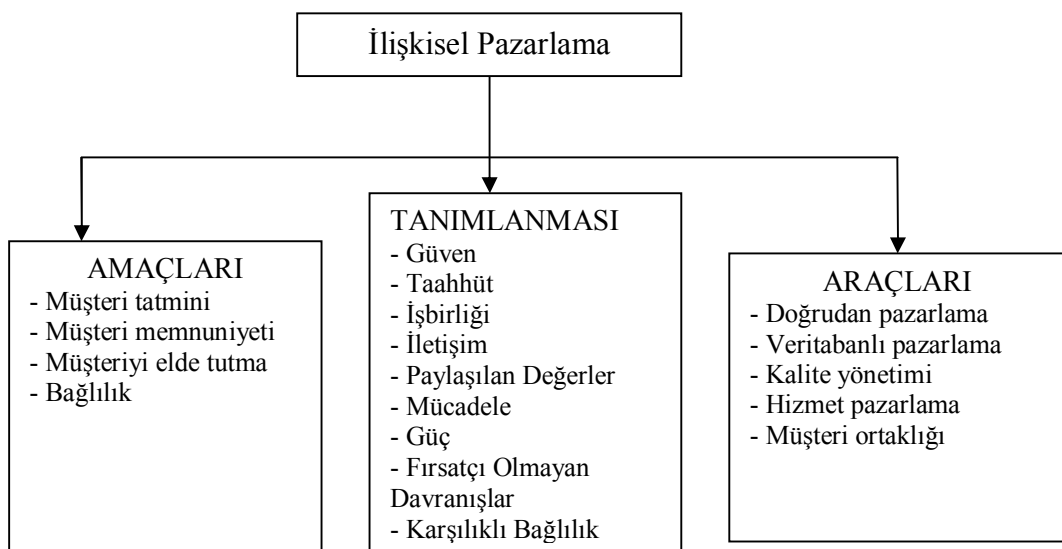 İlişkisel Pazarlama
AMAÇLARI
- Müşteri tatmini
- Müşteri memnuniyeti
- Müşteriyi elde tutma
- Bağlılık
TANIMLANMASI
- Güven
- Taahhüt
- İşbirliği
- İletişim
- Paylaşılan Değerler
- Mücadele
- Güç
- Fırsatçı Olmayan
Davranışlar
- Karşılıklı Bağlılık
ARAÇLARI
- Doğrudan pazarlama
- Veritabanlı pazarlama
- Kalite yönetimi
- Hizmet pazarlama
- Müşteri ortaklığı